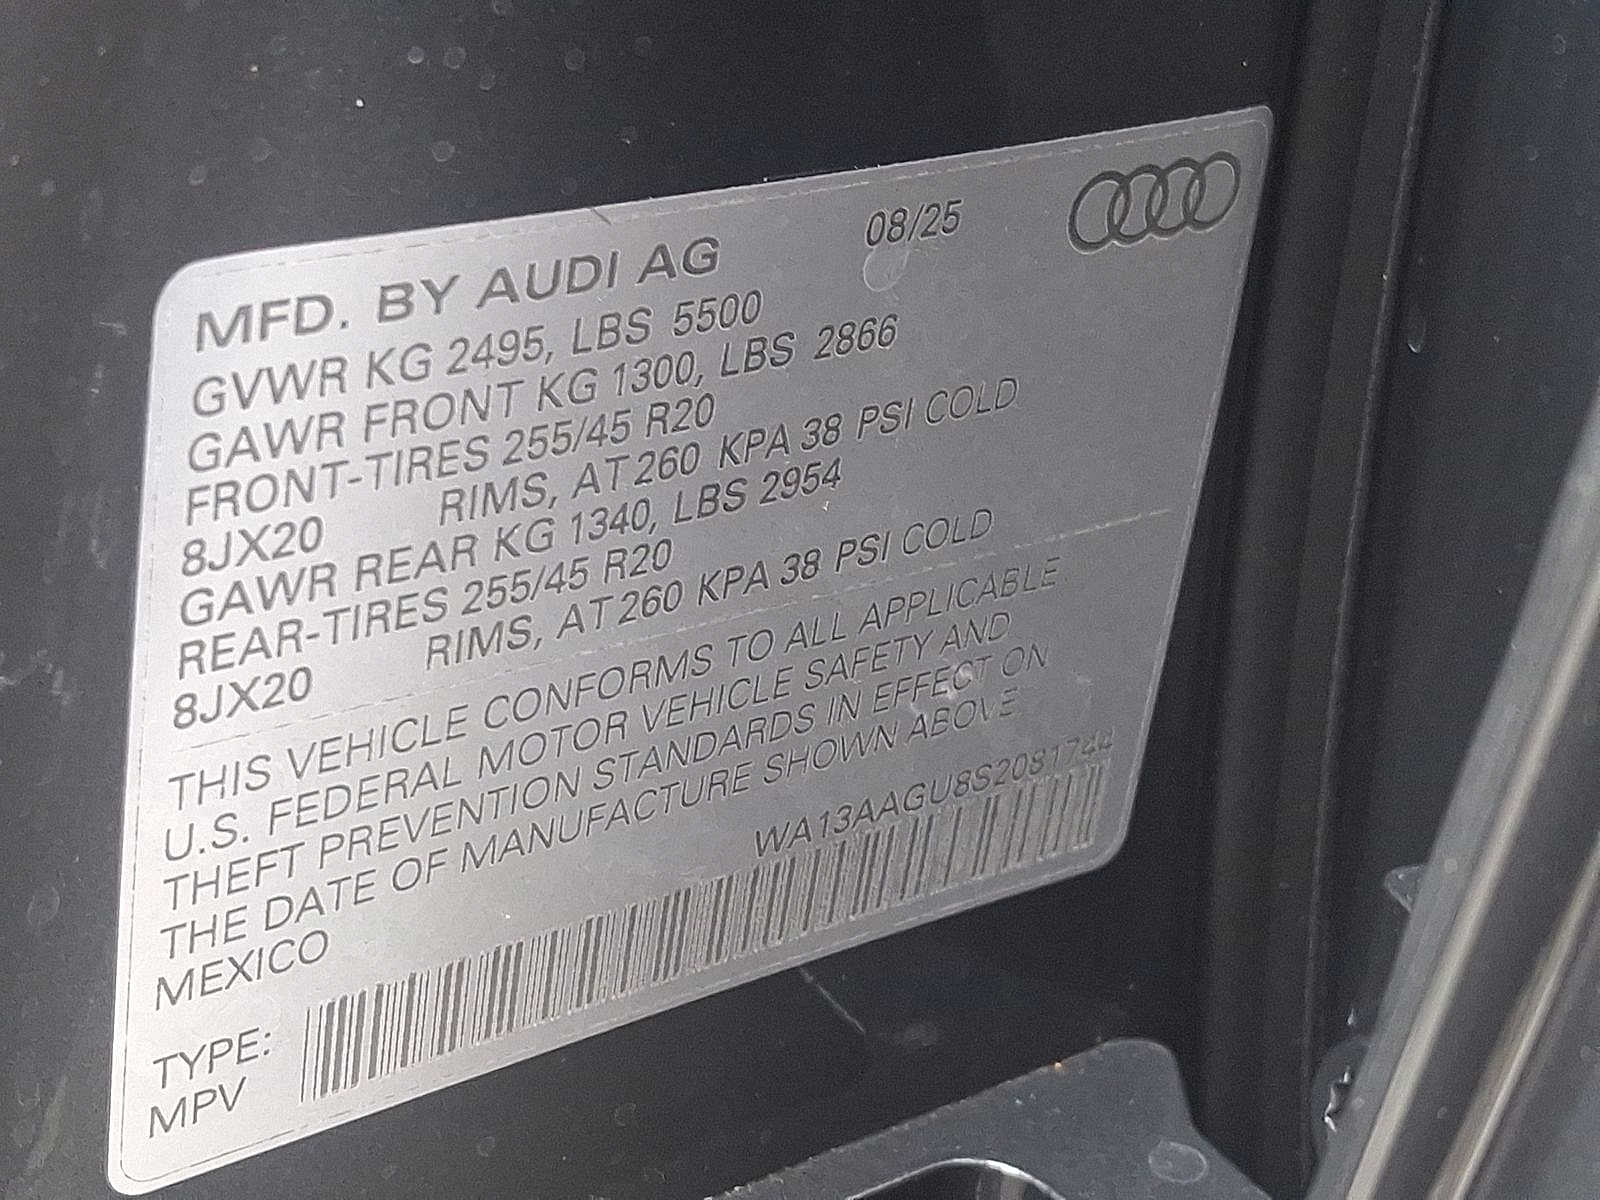 MFD. BY AUDI AG 08/25
GVWR KG 2495, LBS 5500
GAWR FRONT KG 1300, LBS 2866
FRONT-TIRES 255/45 R20
8JX20 RIMS, AT 260 KPA 38 PSI COLD
GAWR REAR KG 1340, LBS 2954
REAR-TIRES 255/45 R20
8JX20 RIMS, AT 260 KPA 38 PSI COLD
THIS VEHICLE CONFORMS TO ALL APPLICABLE
U.S. FEDERAL MOTOR VEHICLE SAFETY AND
THEFT PREVENTION STANDARDS IN EFFECT ON
THE DATE OF MANUFACTURE SHOWN ABOVE
MEXICO WA13AAGU8S2081744
TYPE:
MPV